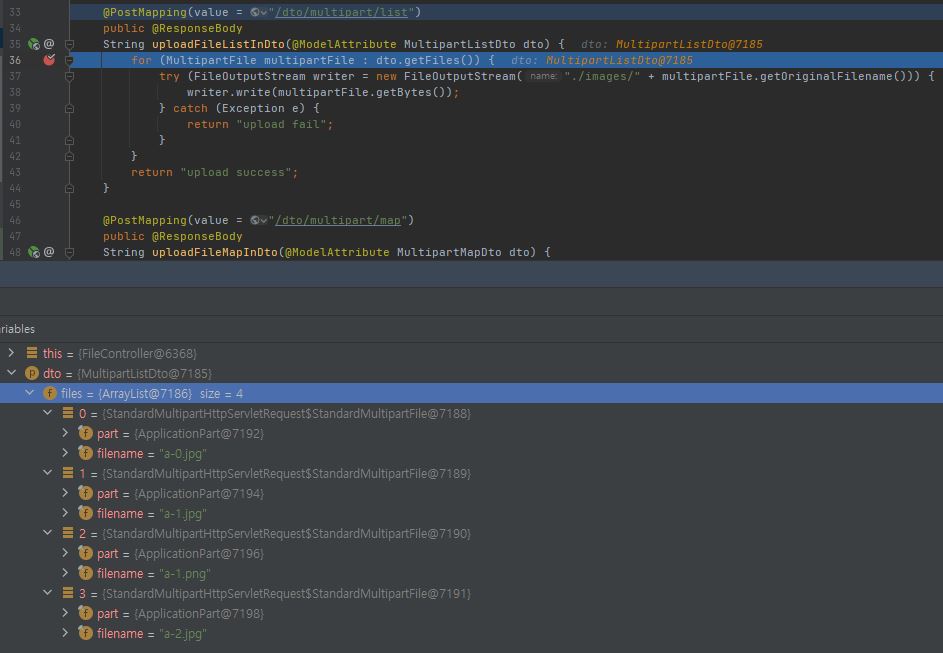 33 @PostMapping(value = "/dto/multipart/list")
34 public @ResponseBody
35 @ String uploadFileListInDto(@ModelAttribute MultipartListDto dto) { dto: MultipartListDto@7185
36 for (MultipartFile multipartFile : dto.getFiles()) { dto: MultipartListDto@7185
37 try (FileOutputStream writer = new FileOutputStream( name: "./images/" + multipartFile.getOriginalFilename())) {
38 writer.write(multipartFile.getBytes());
39 } catch (Exception e) {
40 return "upload fail";
41 }
42 }
43 return "upload success";
44 }
45
46 @PostMapping(value = "/dto/multipart/map")
47 public @ResponseBody
48 @ String uploadFileMapInDto(@ModelAttribute MultipartMapDto dto) {
riables
this = {FileController@6368}
p dto = {MultipartListDto@7185}
f files = {ArrayList@7186} size = 4
0 = {StandardMultipartHttpServletRequest$StandardMultipartFile@7188}
f part = {ApplicationPart@7192}
f filename = "a-0.jpg"
1 = {StandardMultipartHttpServletRequest$StandardMultipartFile@7189}
f part = {ApplicationPart@7194}
f filename = "a-1.jpg"
2 = {StandardMultipartHttpServletRequest$StandardMultipartFile@7190}
f part = {ApplicationPart@7196}
f filename = "a-1.png"
3 = {StandardMultipartHttpServletRequest$StandardMultipartFile@7191}
f part = {ApplicationPart@7198}
f filename = "a-2.jpg"